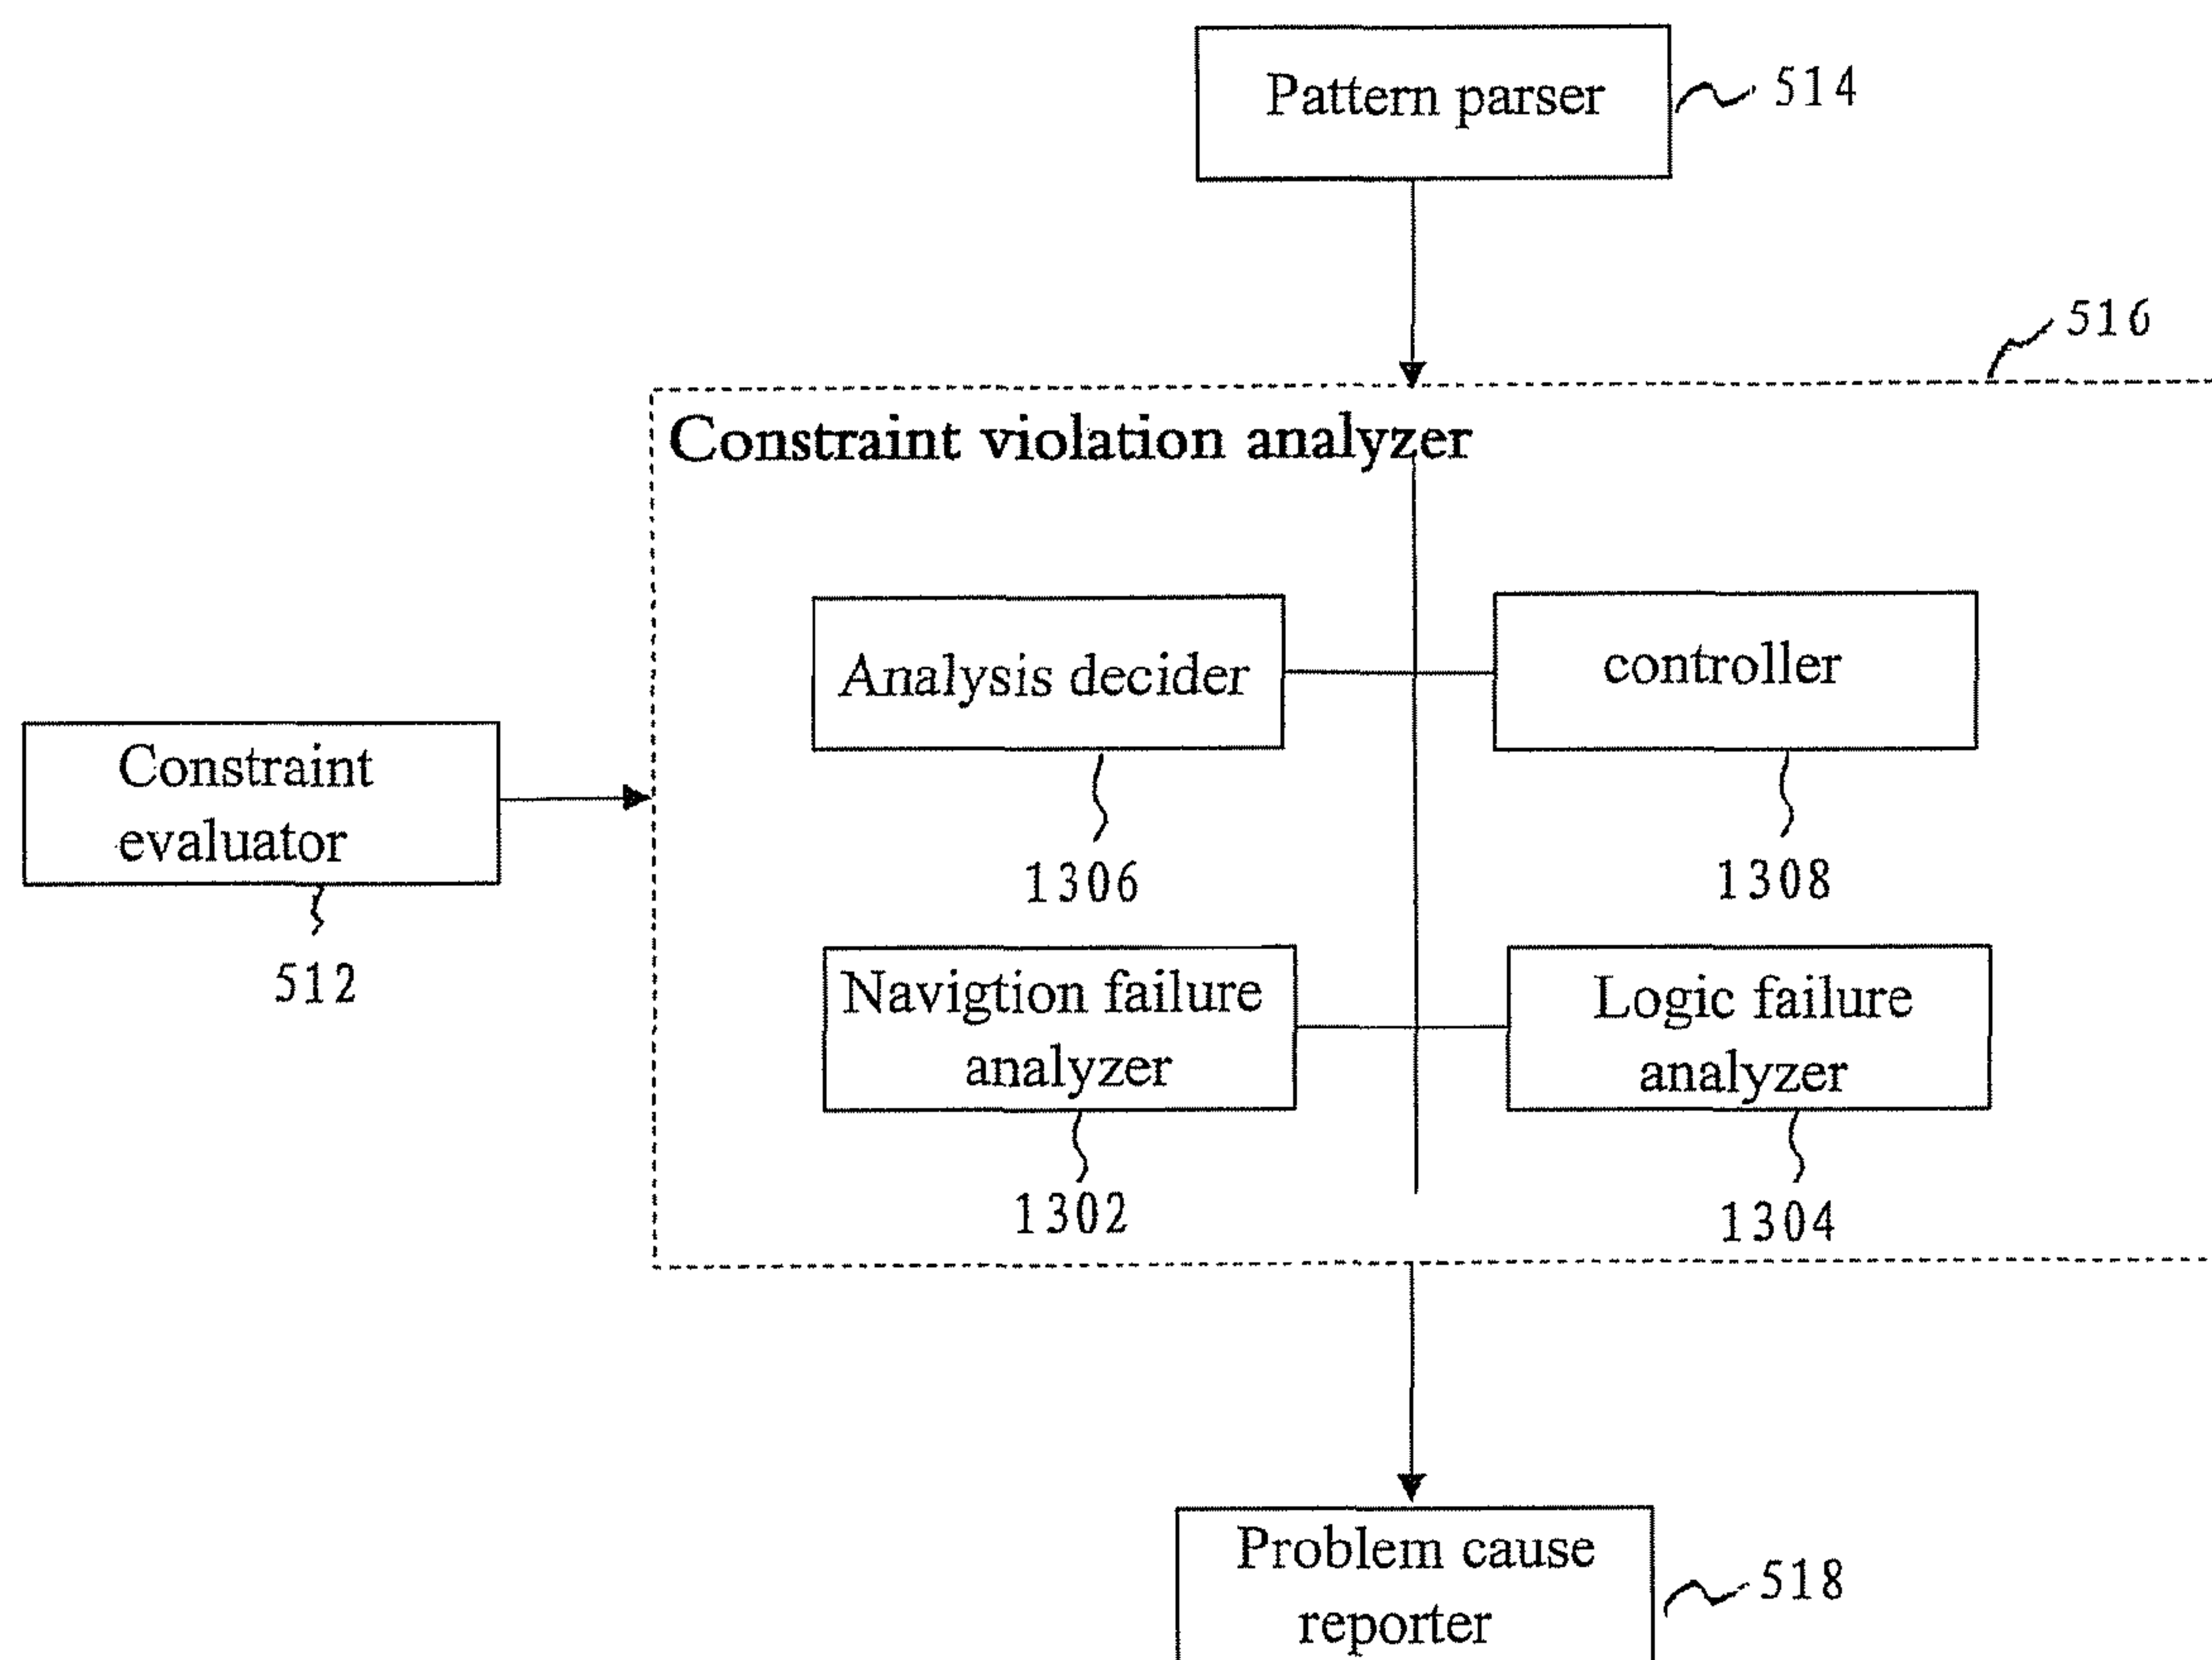 Pattern parser
514
516
Constraint violation analyzer
Analysis decider
controller
Constraint
evaluator
1306
1308
512
Navigtion failure
analyzer
Logic failure
analyzer
1302
1304
Problem cause
reporter
518